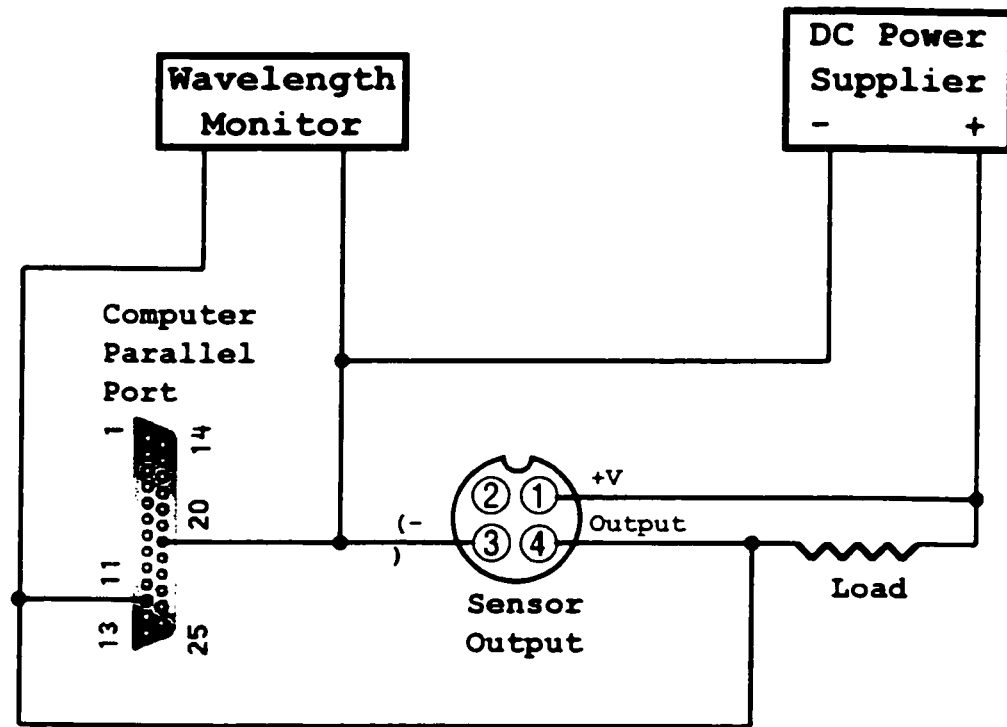 Wavelength
Monitor
DC Power
Supplier
- +
Computer
Parallel
Port
1
14
20
11
13
25
(-
)
2
1
3
4
+V
Output
Sensor
Output
Load